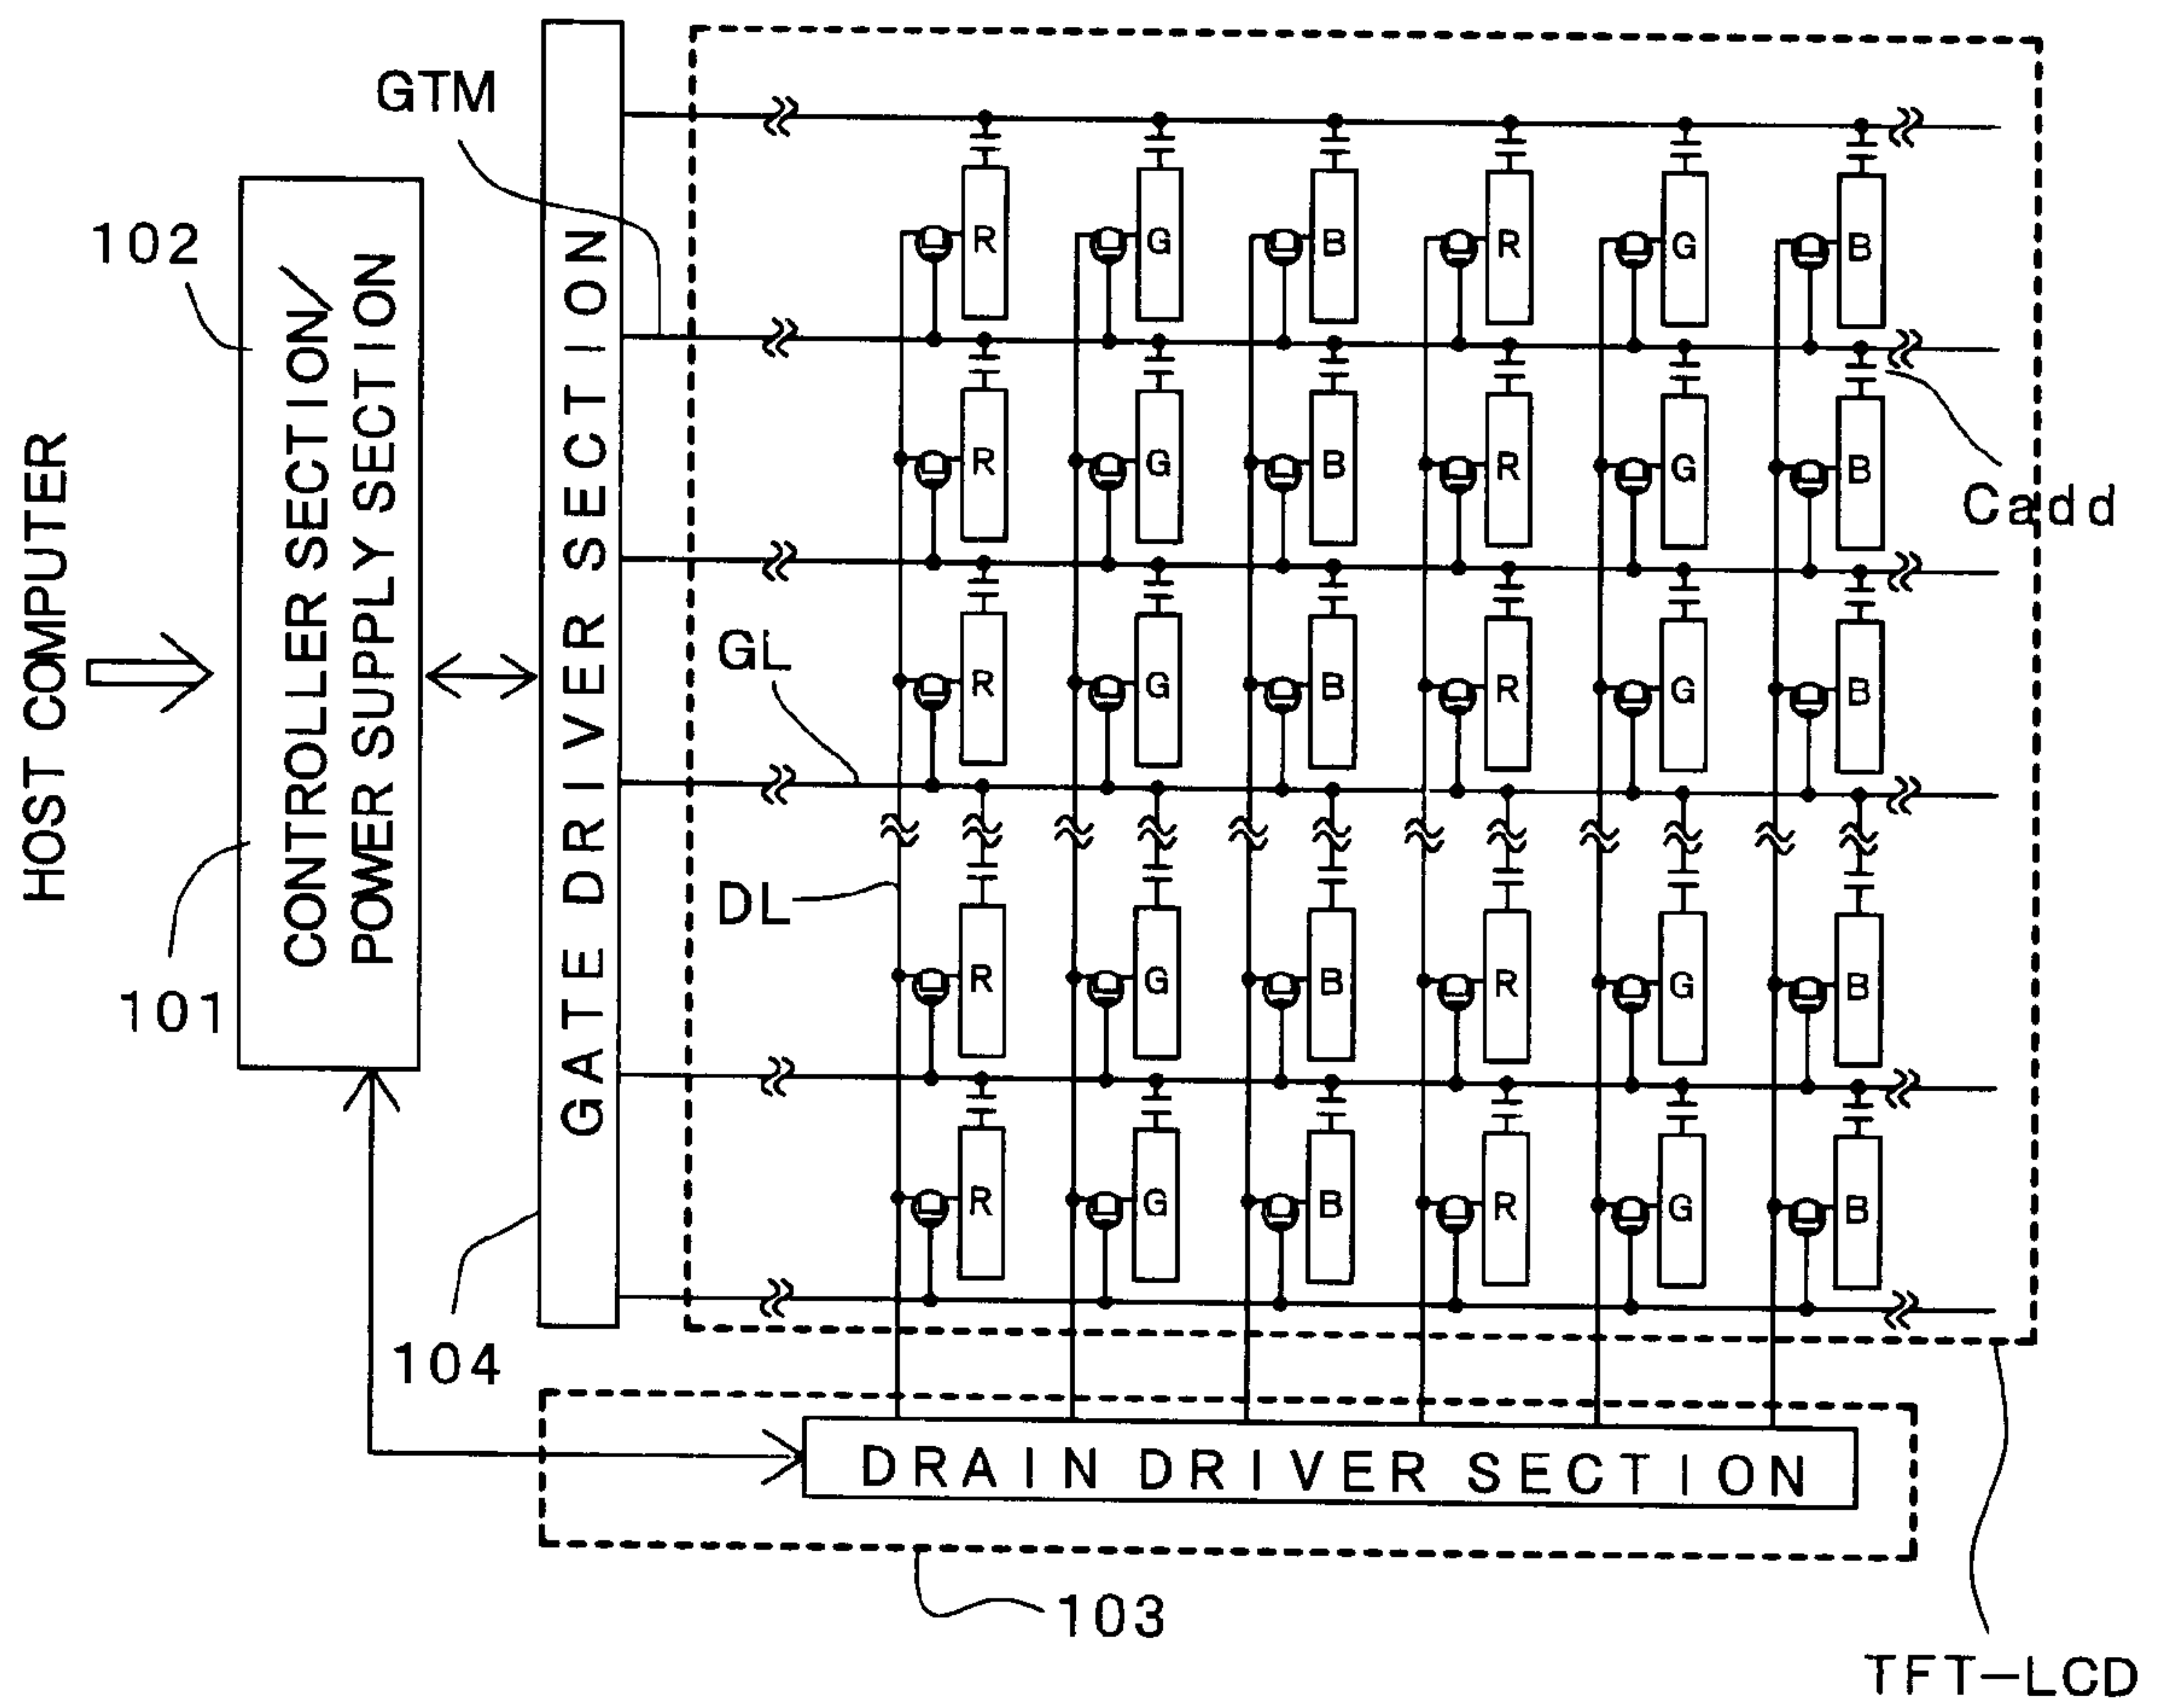 GTM
102
HOST COMPUTER
CONTROLLER SECTION/
POWER SUPPLY SECTION
101
GATE DRIVER SECTION
104
R G B R G B
R G B R G B
Cadd
GL
R G B R G B
DL
R G B R G B
R G B R G B
DRAIN DRIVER SECTION
103
TFT-LCD